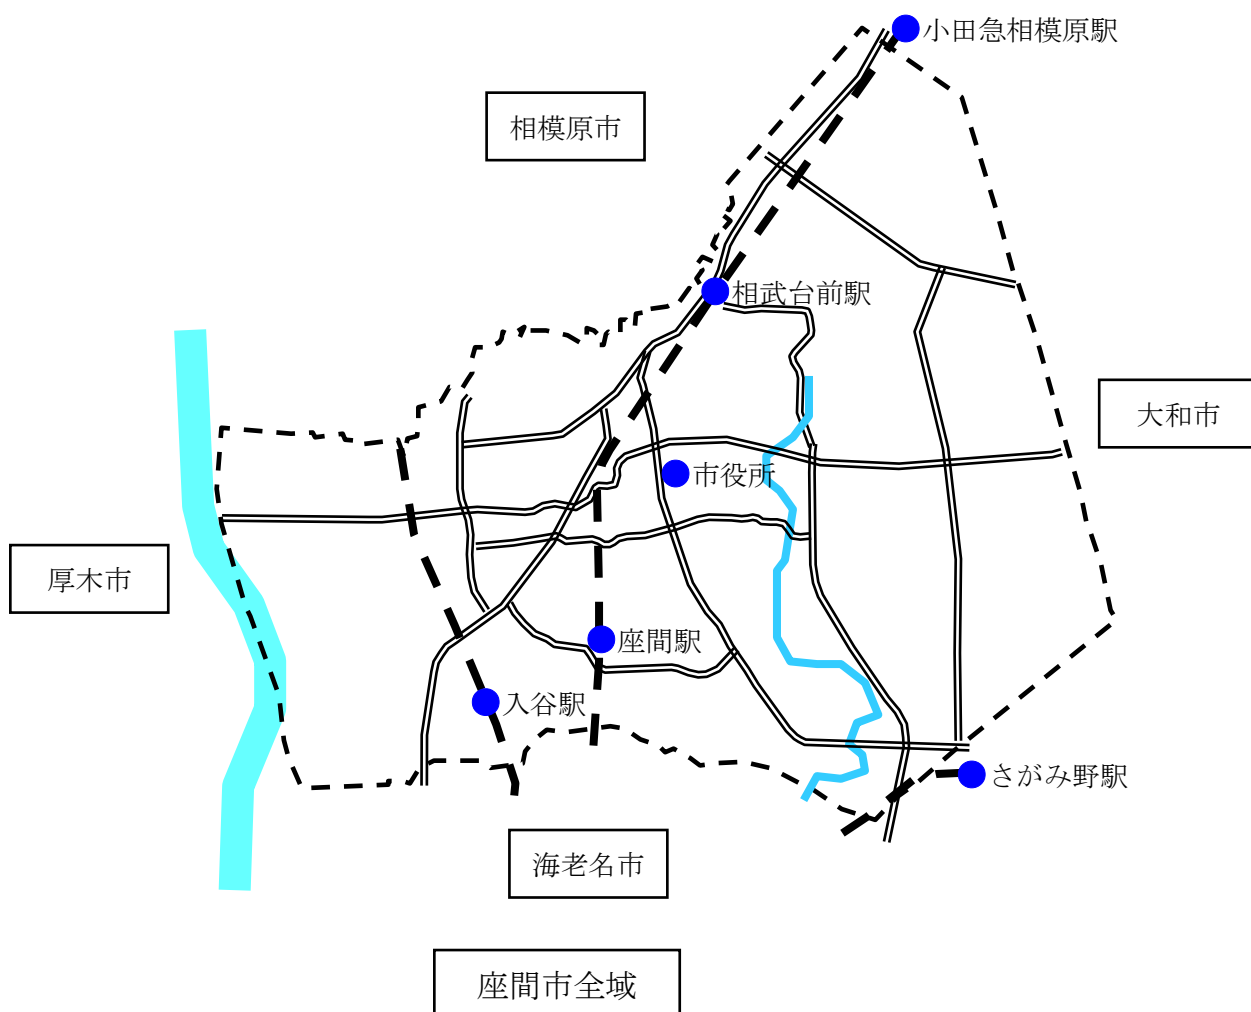 小田急相模原駅
相模原市
相武台前駅
大和市
市役所
厚木市
座間駅
入谷駅
さがみ野駅
海老名市
座間市全域